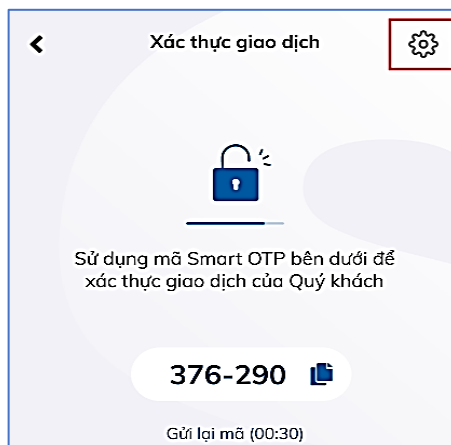 Xác thực giao dịch
Sử dụng mã Smart OTP bên dưới để
xác thực giao dịch của Quý khách
376-290
Gửi lại mã (00:30)